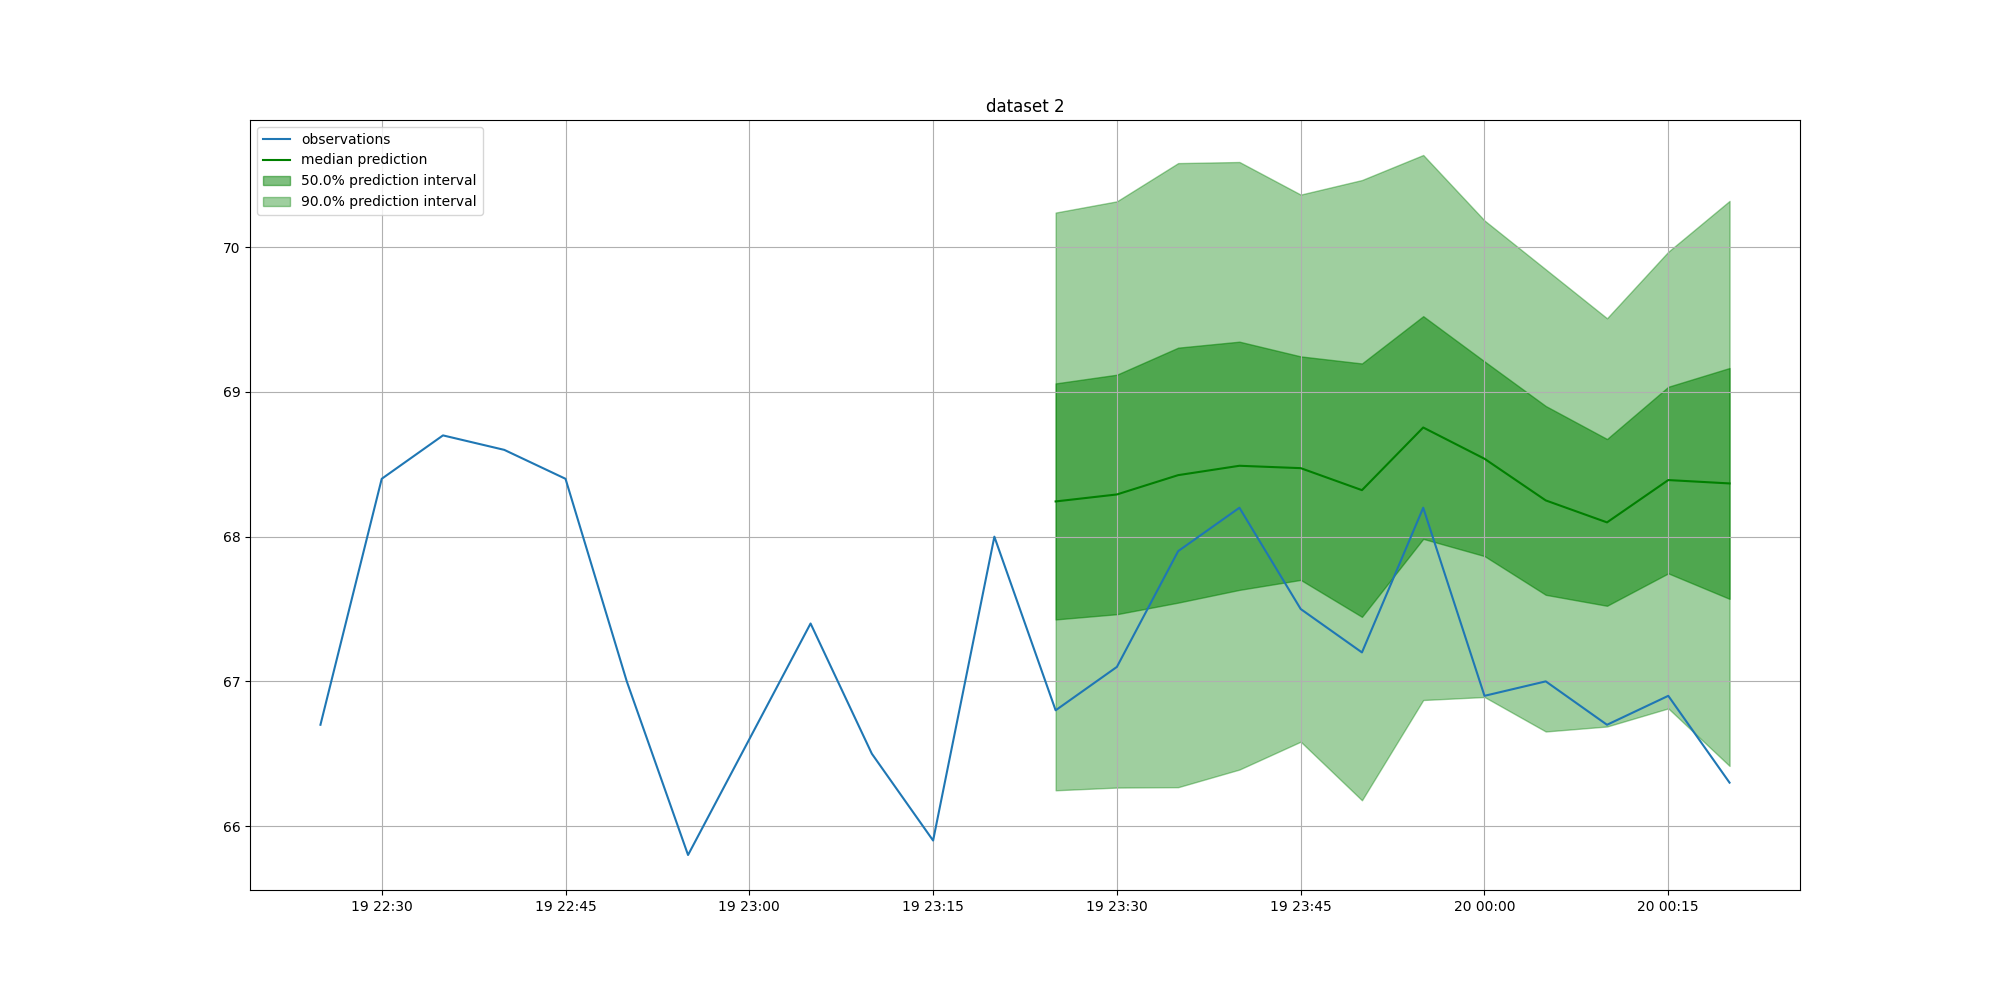 dataset 2
observations
median prediction
50.0% prediction interval
90.0% prediction interval
70
69
68
67
66
19 22:30
19 22:45
19 23:00
19 23:15
19 23:30
19 23:45
20 00:00
20 00:15